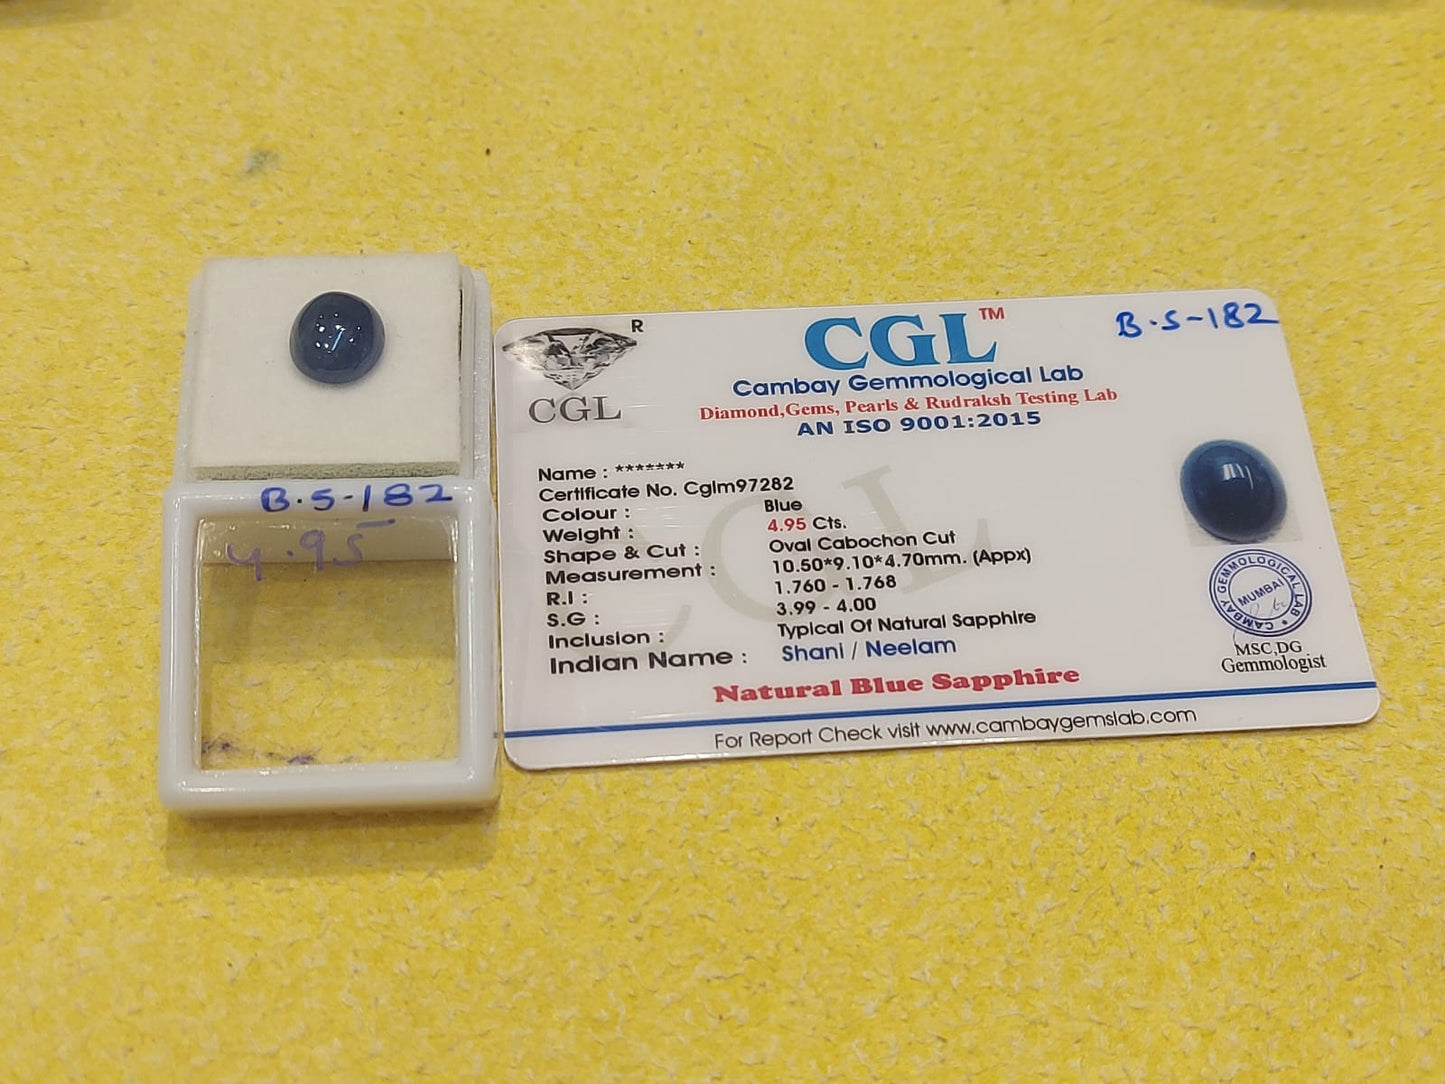 B.S-182
4.95
R
CGL
CGL™
B.S-182
Cambay Gemmological Lab
Diamond,Gems, Pearls & Rudraksh Testing Lab
AN ISO 9001:2015
Name : *******
Certificate No. Cglm97282
Colour : Blue
Weight : 4.95 Cts.
Shape & Cut : Oval Cabochon Cut
Measurement : 10.50*9.10*4.70mm. (Appx)
R.I : 1.760 - 1.768
S.G : 3.99 - 4.00
Inclusion : Typical Of Natural Sapphire
Indian Name : Shani / Neelam
Natural Blue Sapphire
For Report Check visit www.cambaygemslab.com
CAMBAY GEMMOLOGICAL LAB
MUMBAI
MSC,DG
Gemmologist
CGL